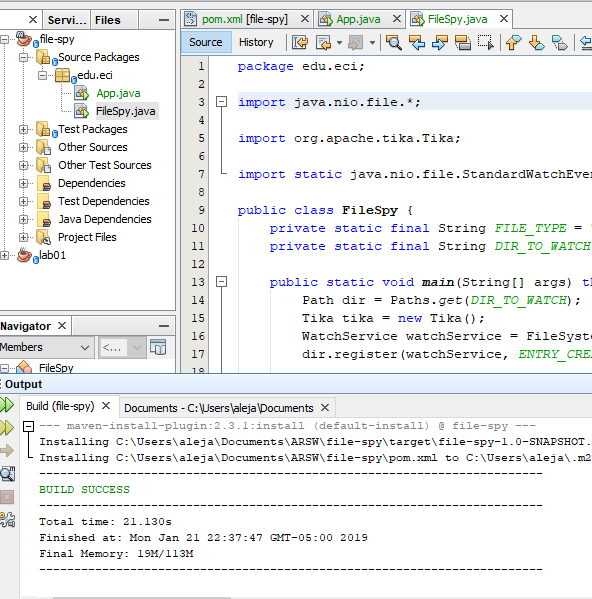 Servi... Files
file-spy
Source Packages
edu.eci
App.java
FileSpy.java
Test Packages
Other Sources
Other Test Sources
Dependencies
Test Dependencies
Java Dependencies
Project Files
lab01
Navigator
Members
<...
FileSpy
pom.xml [file-spy] App.java FileSpy.java
Source History
1 package edu.eci;
2
3 import java.nio.file.*;
4
5 import org.apache.tika.Tika;
6
7 import static java.nio.file.StandardWatchEve
8
9 public class FileSpy {
10 private static final String FILE_TYPE = "
11 private static final String DIR_TO_WATCH
12
13 public static void main(String[] args) th
14 Path dir = Paths.get(DIR_TO_WATCH);
15 Tika tika = new Tika();
16 WatchService watchService = FileSystem
17 dir.register(watchService, ENTRY_CREA
Output
Build (file-spy) Documents - C:\Users\aleja\Documents
--- maven-install-plugin:2.3.1:install (default-install) @ file-spy ---
Installing C:\Users\aleja\Documents\ARSW\file-spy\target\file-spy-1.0-SNAPSHOT.
Installing C:\Users\aleja\Documents\ARSW\file-spy\pom.xml to C:\Users\aleja\.m2
------------------------------------------------------------------------
BUILD SUCCESS
------------------------------------------------------------------------
Total time: 21.130s
Finished at: Mon Jan 21 22:37:47 GMT-05:00 2019
Final Memory: 19M/113M
------------------------------------------------------------------------